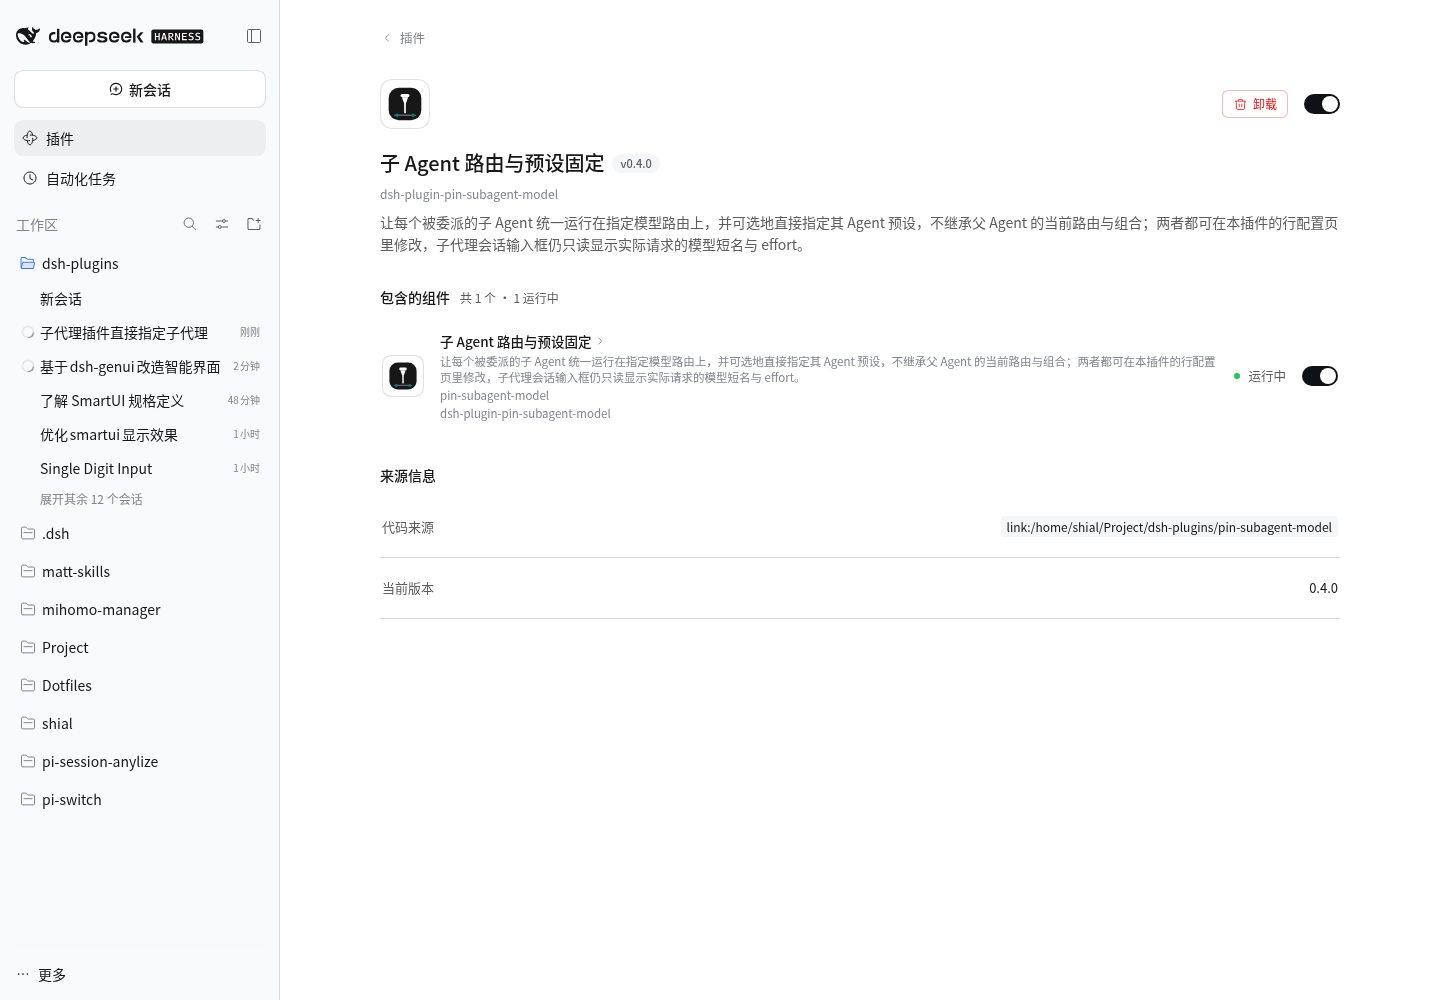 deepseek HARNESS
新会话
插件
自动化任务
工作区
dsh-plugins
新会话
子代理插件直接指定子代理 刚刚
基于 dsh-genui 改造智能界面 2 分钟
了解 SmartUI 规格定义 48 分钟
优化 smartui 显示效果 1 小时
Single Digit Input 1 小时
展开其余 12 个会话
.dsh
matt-skills
mihomo-manager
Project
Dotfiles
shial
pi-session-anylize
pi-switch
更多
插件
卸载
子 Agent 路由与预设固定 v0.4.0
dsh-plugin-pin-subagent-model
让每个被委派的子 Agent 统一运行在指定模型路由上，并可选地直接指定其 Agent 预设，不继承父 Agent 的当前路由与组合；两者都可在本插件的行配置页
里修改，子代理会话输入框仍只读显示实际请求的模型短名与 effort。
包含的组件 共 1 个 · 1 运行中
子 Agent 路由与预设固定
让每个被委派的子 Agent 统一运行在指定模型路由上，并可选地直接指定其 Agent 预设，不继承父 Agent 的当前路由与组合；两者都可在本插件的行配置
页里修改，子代理会话输入框仍只读显示实际请求的模型短名与 effort。
pin-subagent-model
dsh-plugin-pin-subagent-model
运行中
来源信息
代码来源 link:/home/shial/Project/dsh-plugins/pin-subagent-model
当前版本 0.4.0